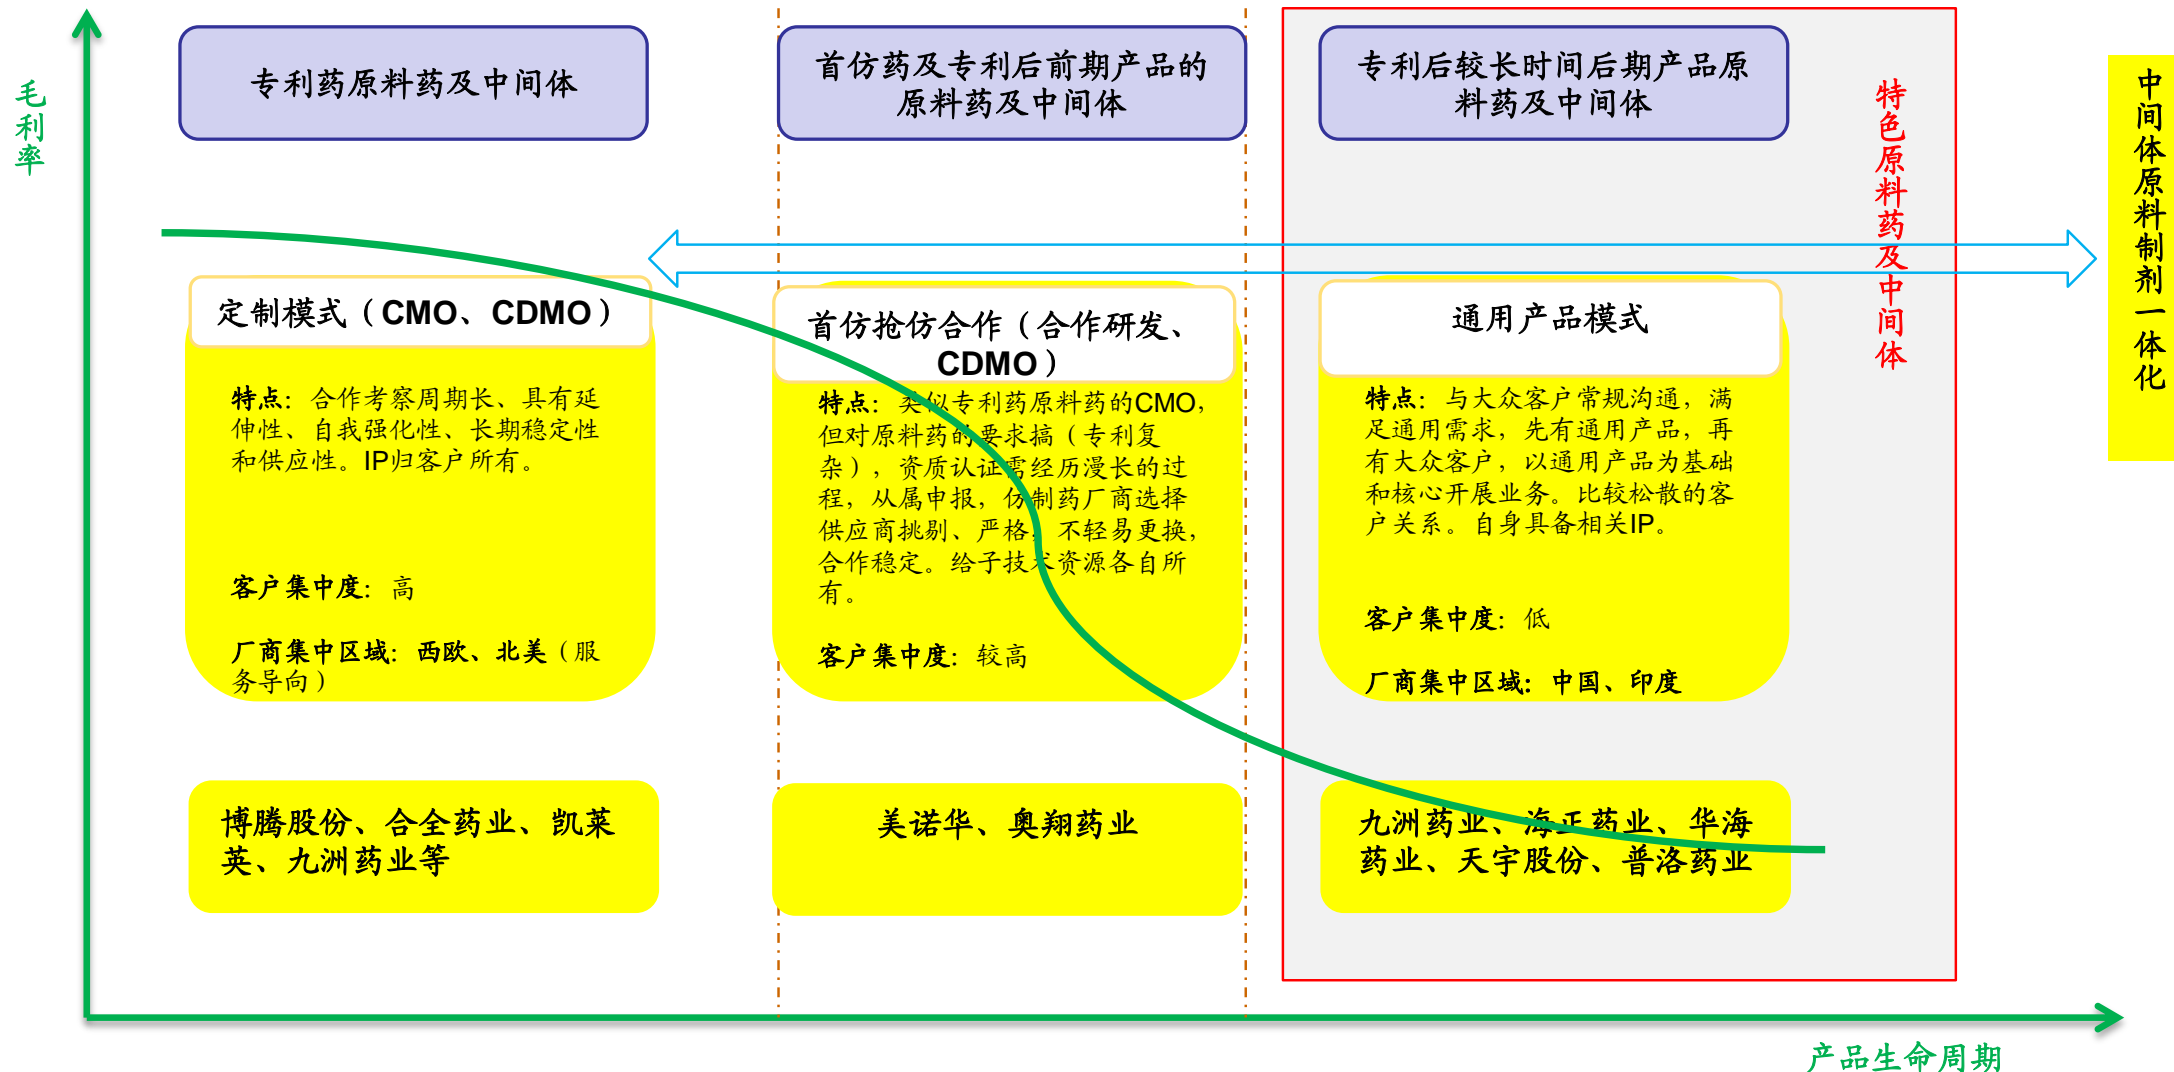 毛利率
专利药原料药及中间体
首仿药及专利后前期产品的
原料药及中间体
专利后较长时间后期产品原
料药及中间体
特色原料药及中间体
中间体原料制剂一体化
定制模式（CMO、CDMO）
特点：合作考察周期长、具有延
伸性、自我强化性、长期稳定性
和供应性。IP归客户所有。
客户集中度：高
厂商集中区域：西欧、北美（服
务导向）
首仿抢仿合作（合作研发、
CDMO）
特点：类似专利药原料药的CMO，
但对原料药的要求搞（专利复
杂），资质认证需经历漫长的过
程，从属申报，仿制药厂商选择
供应商挑剔、严格，不轻易更换，
合作稳定。给子技术资源各自所
有。
客户集中度：较高
通用产品模式
特点：与大众客户常规沟通，满
足通用需求，先有通用产品，再
有大众客户，以通用产品为基础
和核心开展业务。比较松散的客
户关系。自身具备相关IP。
客户集中度：低
厂商集中区域：中国、印度
博腾股份、合全药业、凯莱
英、九洲药业等
美诺华、奥翔药业
九洲药业、海正药业、华海
药业、天宇股份、普洛药业
产品生命周期